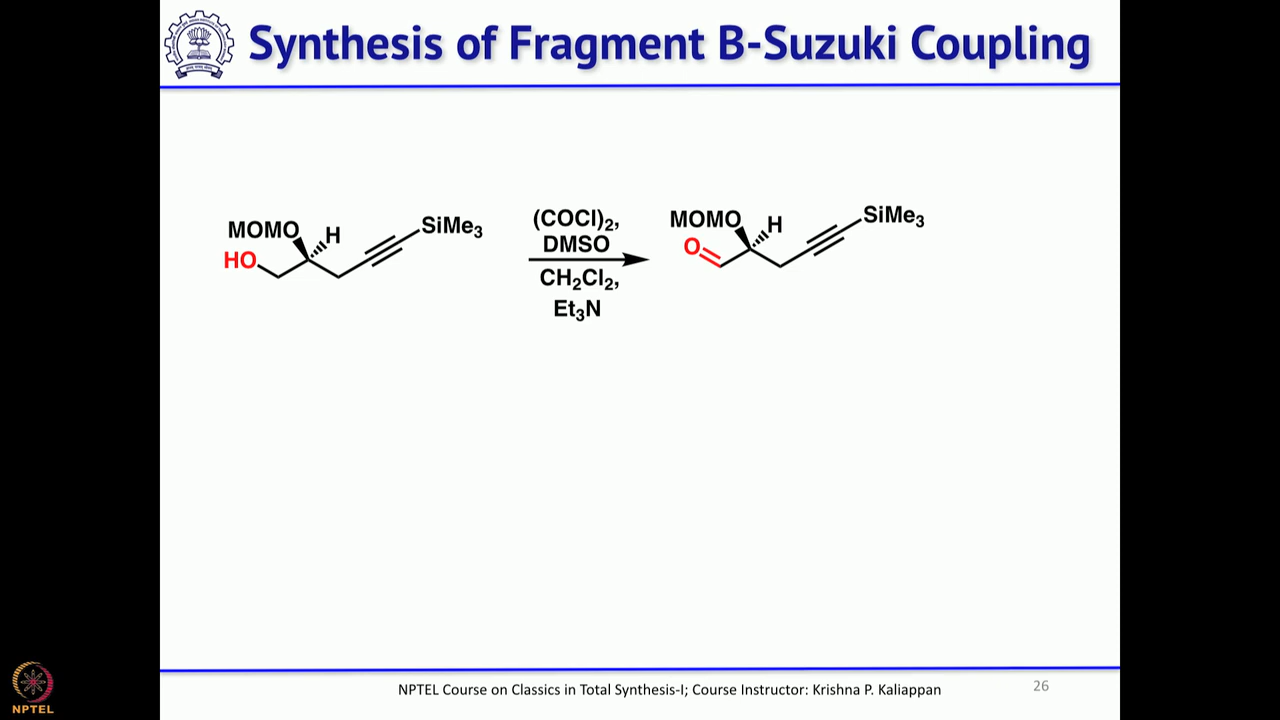 Synthesis of Fragment B-Suzuki Coupling
MOMO
H
SiMe3
HO
(COCl)2,
DMSO
CH2Cl2,
Et3N
MOMO
H
SiMe3
O
NPTEL Course on Classics in Total Synthesis-I; Course Instructor: Krishna P. Kaliappan
26
NPTEL